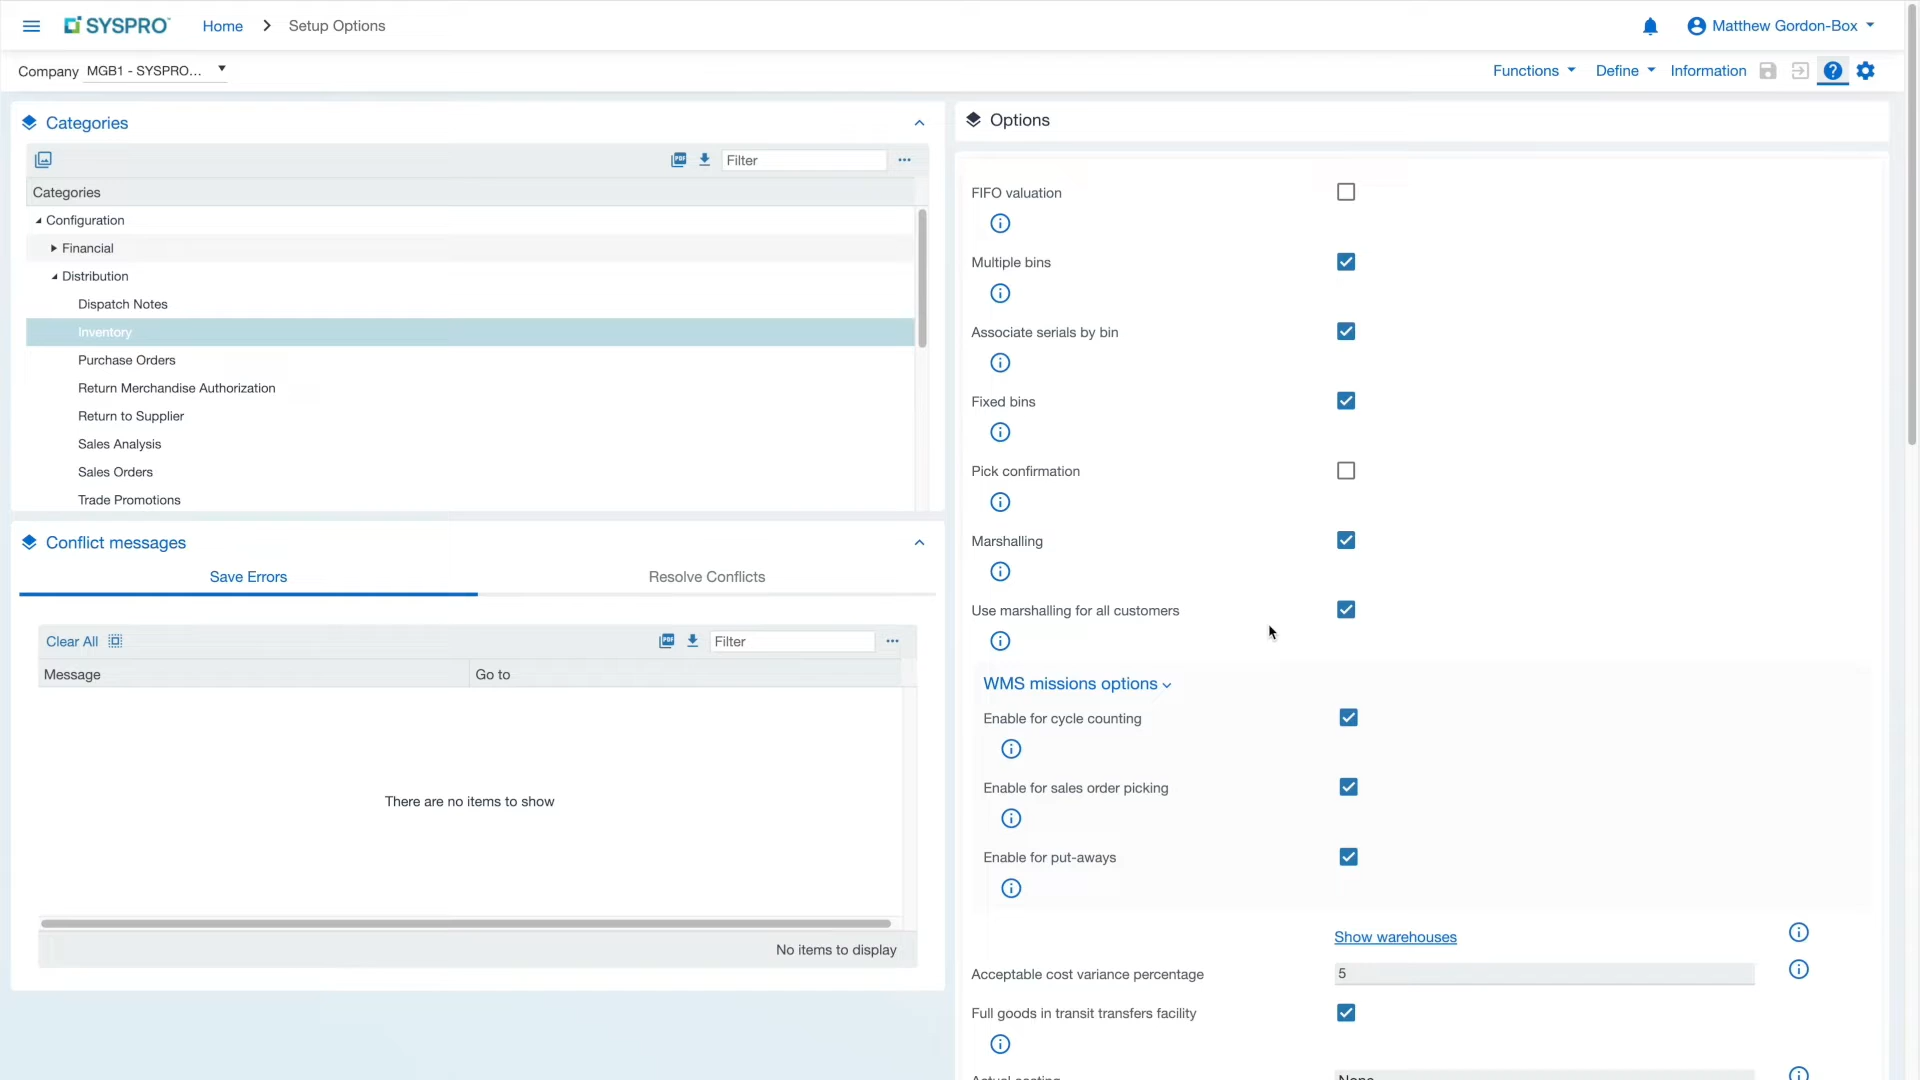 SYSPRO
Home
Setup Options
Matthew Gordon-Box
Company MGB1 - SYSPRO...
Functions
Define
Information
Categories
PDF
Filter
Categories
Configuration
Financial
Distribution
Dispatch Notes
Inventory
Purchase Orders
Return Merchandise Authorization
Return to Supplier
Sales Analysis
Sales Orders
Trade Promotions
Conflict messages
Save Errors
Resolve Conflicts
Clear All
PDF
Filter
Message
Go to
There are no items to show
No items to display
Options
FIFO valuation
Multiple bins
Associate serials by bin
Fixed bins
Pick confirmation
Marshalling
Use marshalling for all customers
WMS missions options
Enable for cycle counting
Enable for sales order picking
Enable for put-aways
Show warehouses
Acceptable cost variance percentage
5
Full goods in transit transfers facility